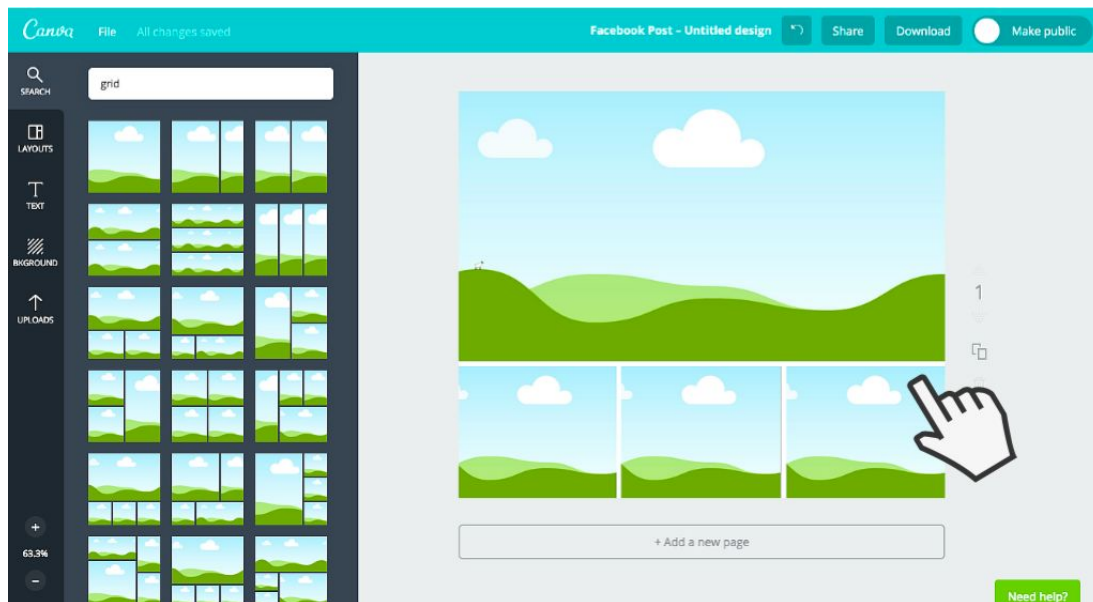 Canva File All changes saved Facebook Post - Untitled design Share Download Make public
SEARCH
grid
LAYOUTS
TEXT
BKGROUND
UPLOADS
1
+ Add a new page
+
63.3%
-
Need help?